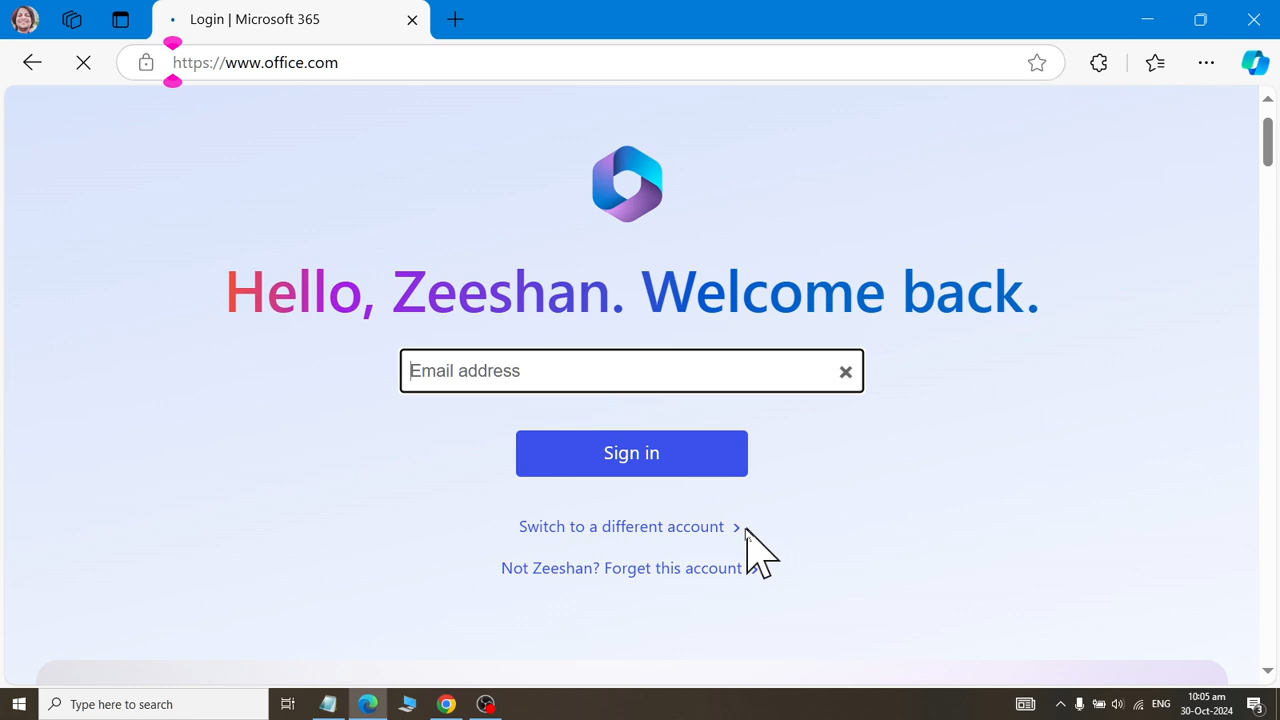 Login | Microsoft 365
https://www.office.com
Hello, Zeeshan. Welcome back.
Email address
Sign in
Switch to a different account >
Not Zeeshan? Forget this account >
Type here to search
ENG
10:05 am
30-Oct-2024
3